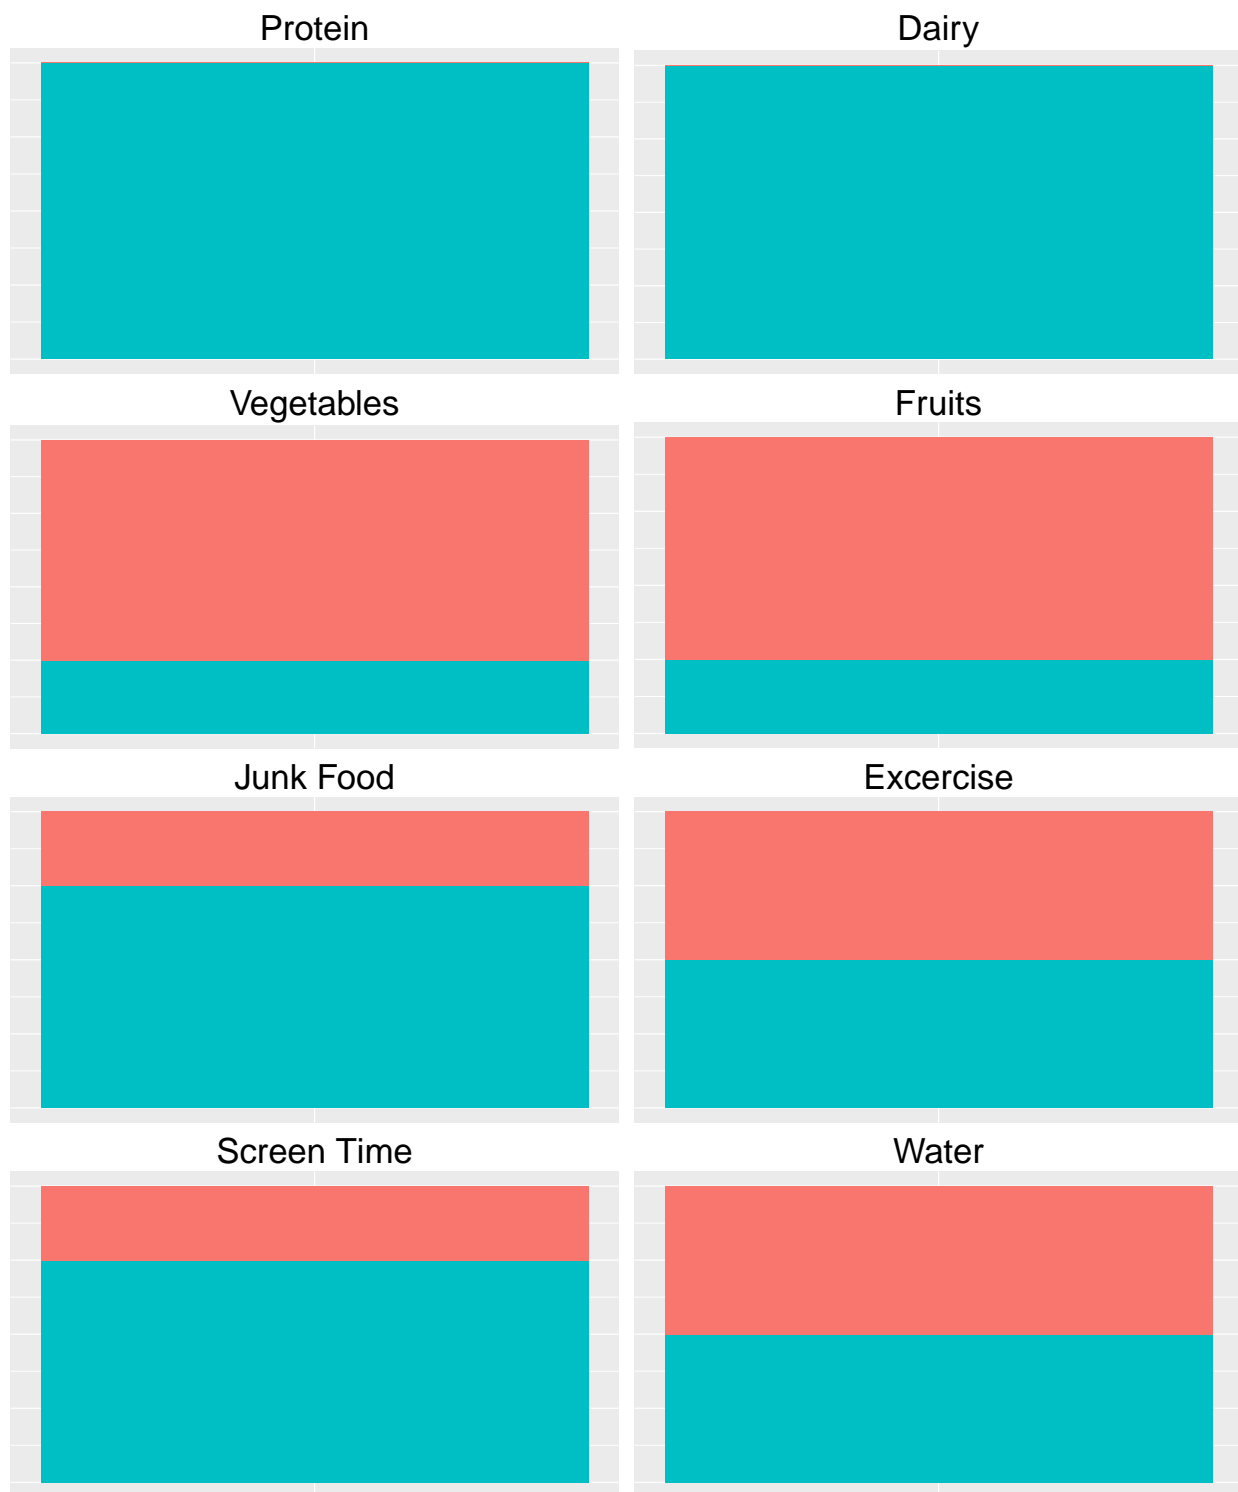 Protein
Dairy
Vegetables
Fruits
Junk Food
Excercise
Screen Time
Water